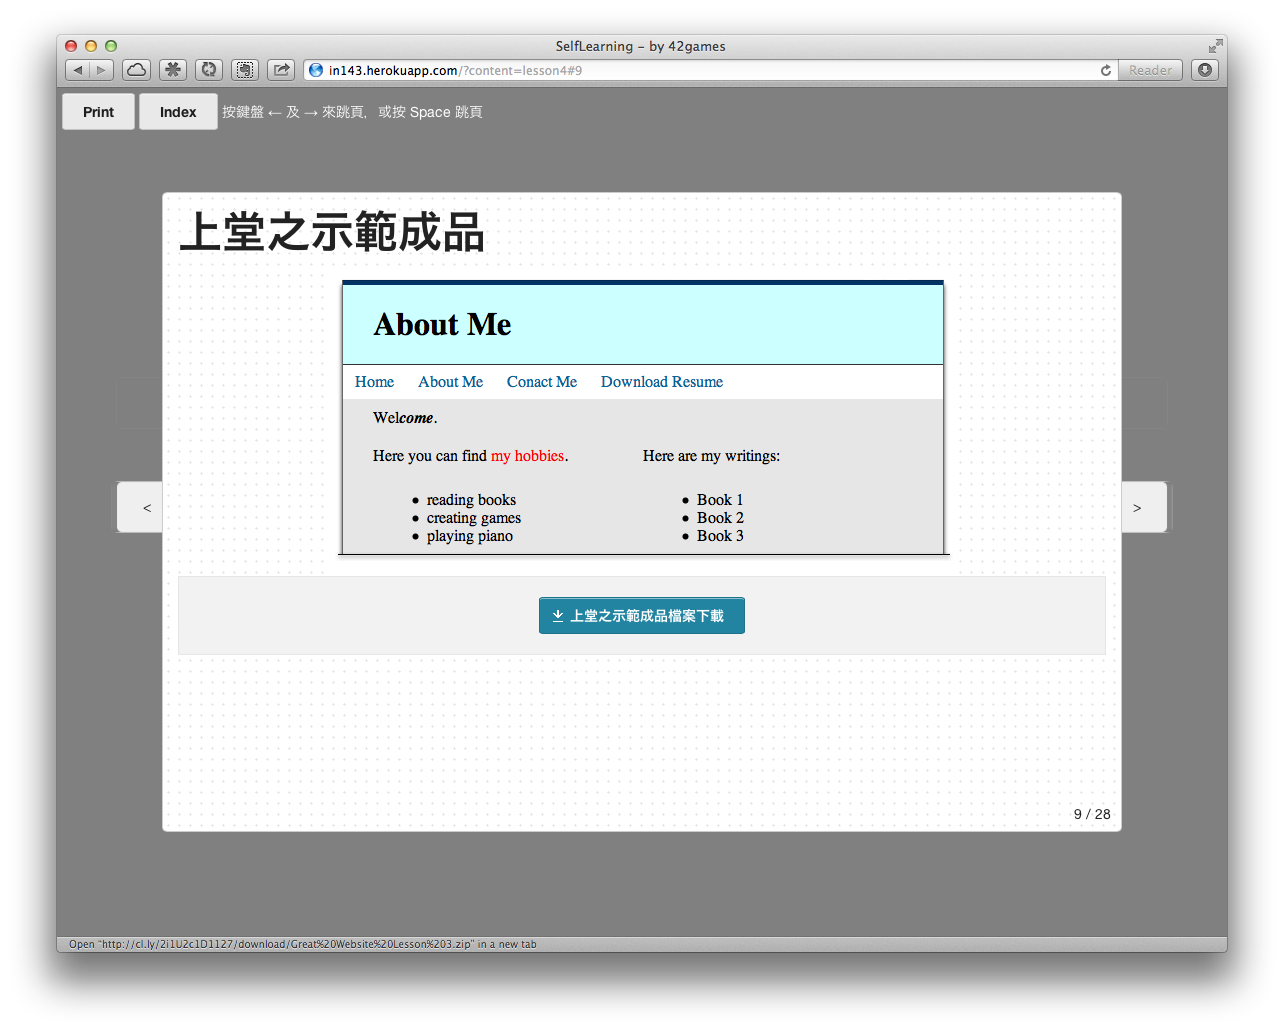 SelfLearning – by 42games
in143.herokuapp.com/?content=lesson4#9
Reader
Print
Index
按鍵盤 ← 及 → 來跳頁，或按 Space 跳頁
上堂之示範成品
About Me
Home About Me Conact Me Download Resume
Welcome.
Here you can find my hobbies.
reading books
creating games
playing piano
Here are my writings:
Book 1
Book 2
Book 3
<
>
上堂之示範成品檔案下載
9 / 28
Open "http://cl.ly/2i1U2c1D1127/download/Great%20Website%20Lesson%203.zip" in a new tab